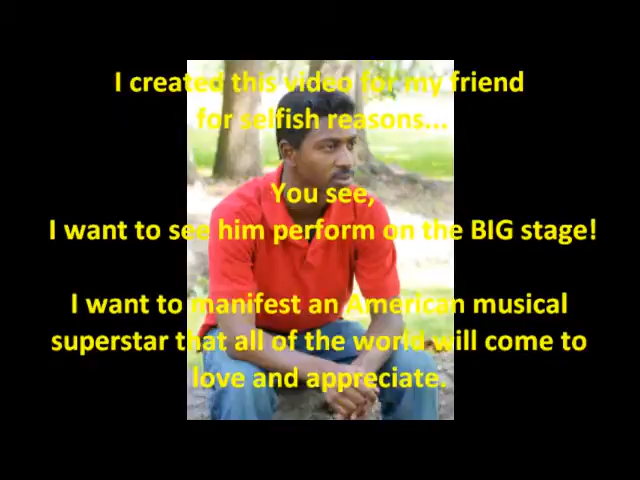 I created this video for my friend
for selfish reasons...
You see,
I want to see him perform on the BIG stage!
I want to manifest an American musical
superstar that all of the world will come to
love and appreciate.